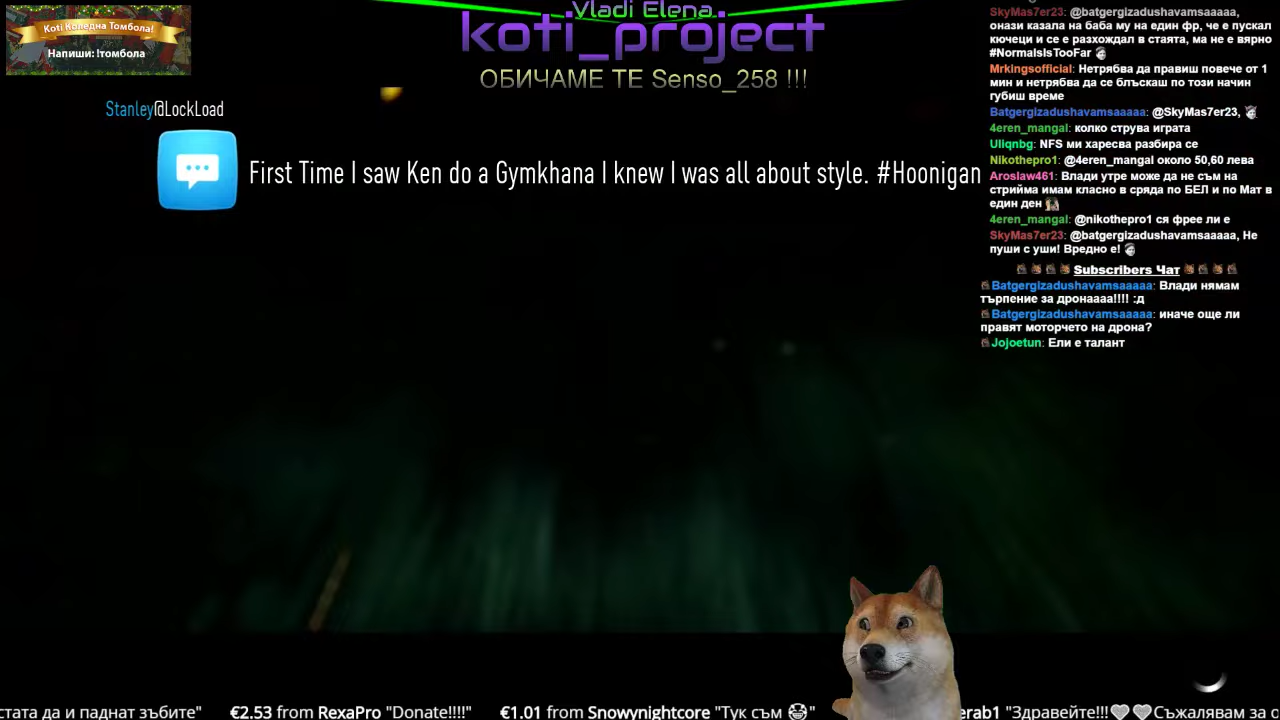 Koti Коледна Томбола!
Напиши: !томбола
Vladi Elena
koti_project
ОБИЧАМЕ ТЕ Senso_258 !!!
Stanley@LockLoad
First Time I saw Ken do a Gymkhana I knew I was all about style. #Hoonigan
SkyMas7er23: @batgergizadushavamsaaaaa,
онази казала на баба му на един фр, че е пускал
кючеци и се е разхождал в стаята, ма не е вярно
#NormalsIsTooFar
Mrkingsofficial: Нетрябва да правиш повече от 1
мин и нетрябва да се блъскаш по този начин
губиш време
Batgergizadushavamsaaaaa: @SkyMas7er23,
4eren_mangal: колко струва играта
Uliqnbg: NFS ми харесва разбира се
Nikothepro1: @4eren_mangal около 50,60 лева
Aroslaw461: Влади утре може да не съм на
стрийма имам класно в сряда по БЕЛ и по Мат в
един ден
4eren_mangal: @nikothepro1 ся фрее ли е
SkyMas7er23: @batgergizadushavamsaaaaa, Не
пуши с уши! Вредно е!
Subscribers Чат
Batgergizadushavamsaaaaa: Влади нямам
търпение за дронаааа!!!! :д
Batgergizadushavamsaaaaa: иначе още ли
правят моторчето на дрона?
Jojoetun: Ели е талант
стата да и паднат зъбите" €2.53 from RexaPro "Donate!!!!" €1.01 from Snowynightcore "Тук съм 😂" erab1 "Здравейте!!!🤍🤍Съжалявам за с